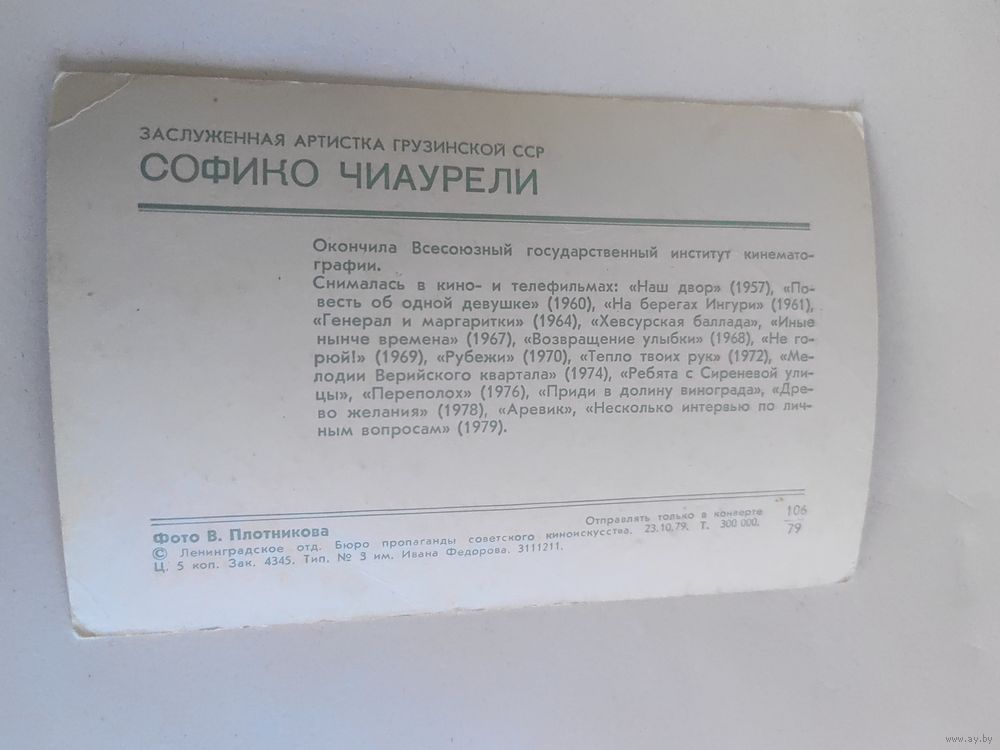 ЗАСЛУЖЕННАЯ АРТИСТКА ГРУЗИНСКОЙ ССР
СОФИКО ЧИАУРЕЛИ
Окончила Всесоюзный государственный институт кинемато-
графии.
Снималась в кино- и телефильмах: «Наш двор» (1957), «По-
весть об одной девушке» (1960), «На берегах Ингури» (1961),
«Генерал и маргаритки» (1964), «Хевсурская баллада», «Иные
нынче времена» (1967), «Возвращение улыбки» (1968), «Не го-
рюй!» (1969), «Рубежи» (1970), «Тепло твоих рук» (1972), «Ме-
лодии Верийского квартала» (1974), «Ребята с Сиреневой ули-
цы», «Переполох» (1976), «Приди в долину винограда», «Дре-
во желания» (1978), «Аревик», «Несколько интервью по лич-
ным вопросам» (1979).
Фото В. Плотникова
Отправлять только в конверте
106
79
© Ленинградское отд. Бюро пропаганды советского киноискусства. 23.10.79. Т. 300 000.
Ц. 5 коп. Зак. 4345. Тип. № 3 им. Ивана Федорова. 3111211.
www.ay.by